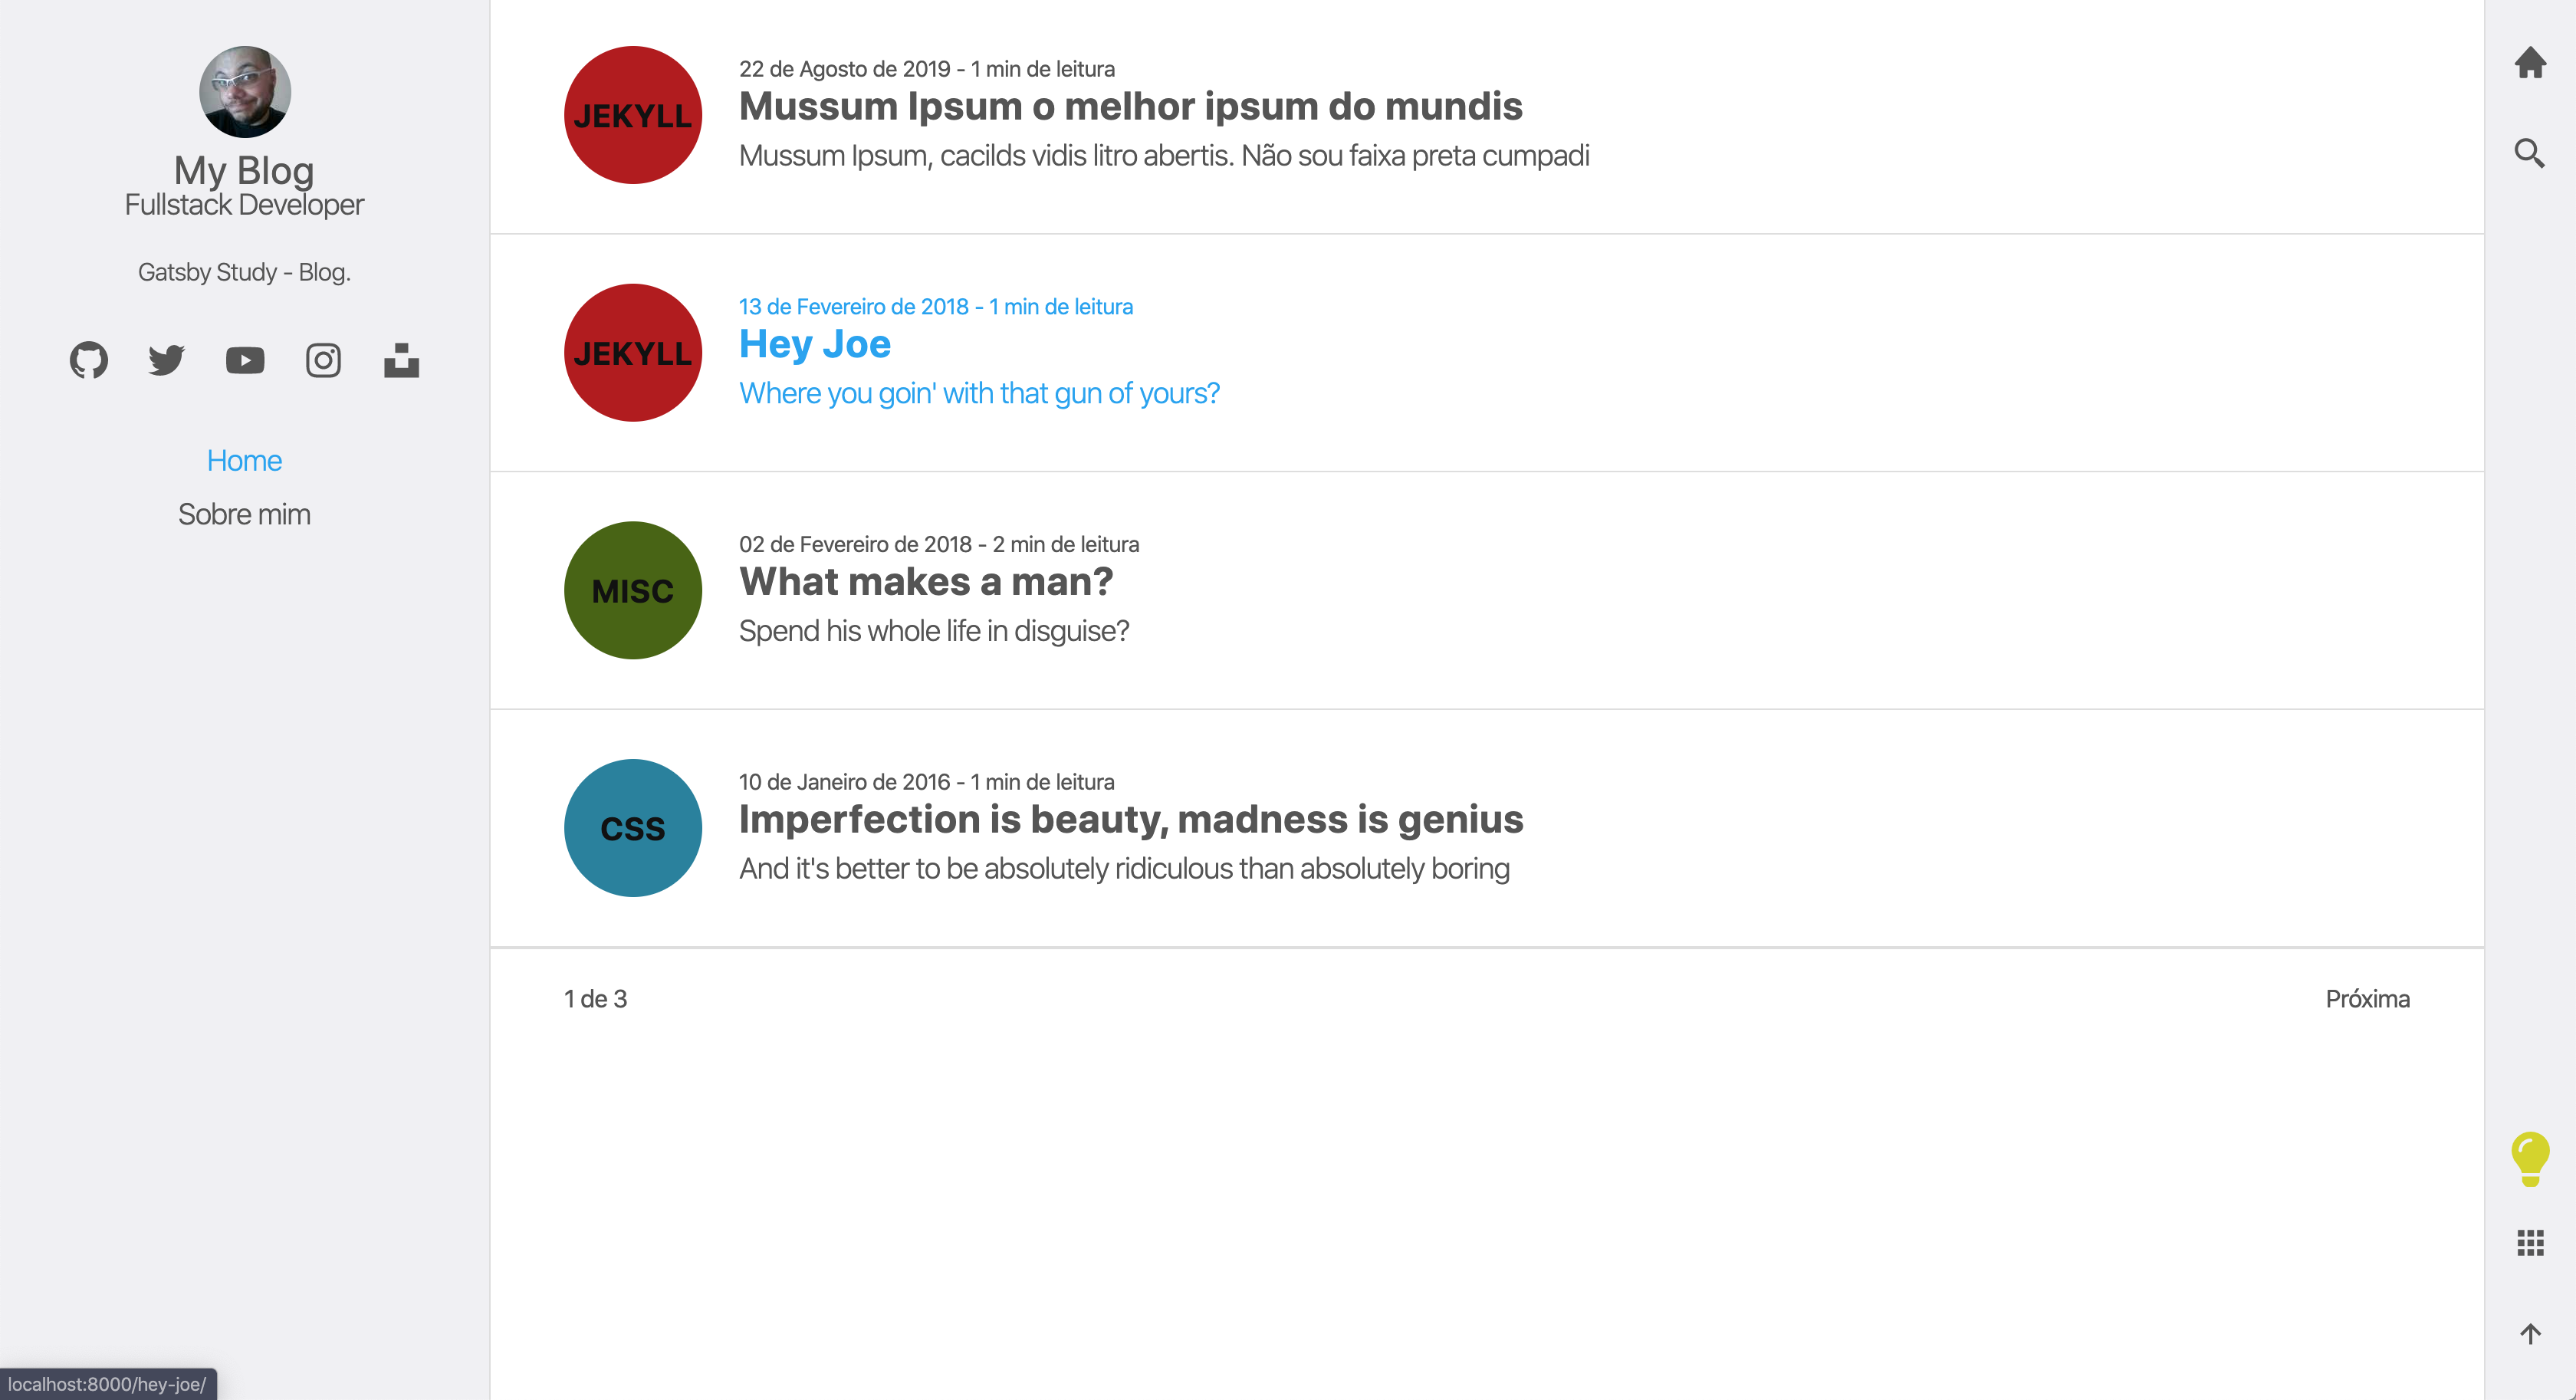 My Blog
Fullstack Developer
Gatsby Study - Blog.
Home
Sobre mim
JEKYLL
22 de Agosto de 2019 - 1 min de leitura
Mussum Ipsum o melhor ipsum do mundis
Mussum Ipsum, cacilds vidis litro abertis. Não sou faixa preta cumpadi
JEKYLL
13 de Fevereiro de 2018 - 1 min de leitura
Hey Joe
Where you goin' with that gun of yours?
MISC
02 de Fevereiro de 2018 - 2 min de leitura
What makes a man?
Spend his whole life in disguise?
CSS
10 de Janeiro de 2016 - 1 min de leitura
Imperfection is beauty, madness is genius
And it's better to be absolutely ridiculous than absolutely boring
1 de 3
Próxima
localhost:8000/hey-joe/